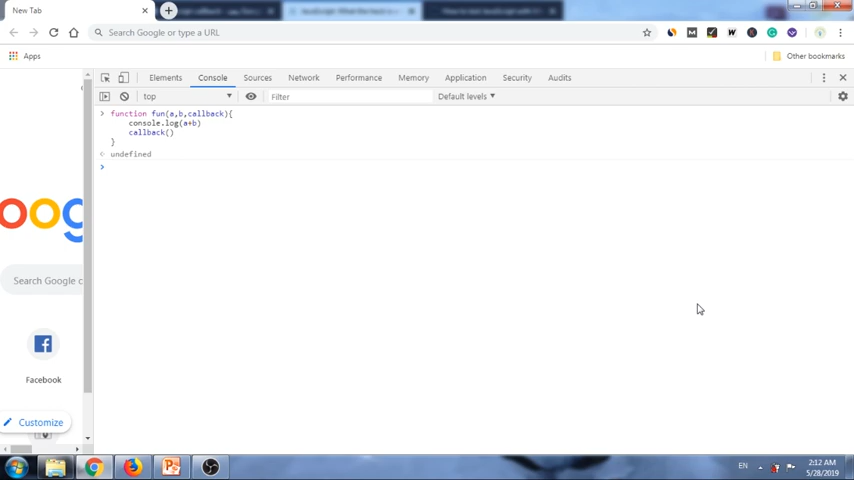 New Tab
Search Google or type a URL
Apps
Other bookmarks
Elements Console Sources Network Performance Memory Application Security Audits
top Filter Default levels
> function fun(a,b,callback){
console.log(a+b)
callback()
}
undefined
>
oog
Search Google c
Facebook
Customize
EN
2:12 AM
5/28/2019